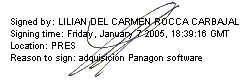 Signed by: LILIAN DEL CARMEN ROCCA CARBAJAL
Signing time: Friday, January 7 2005, 18:39:16 GMT
Location: PRES
Reason to sign: adquisición Panagon software